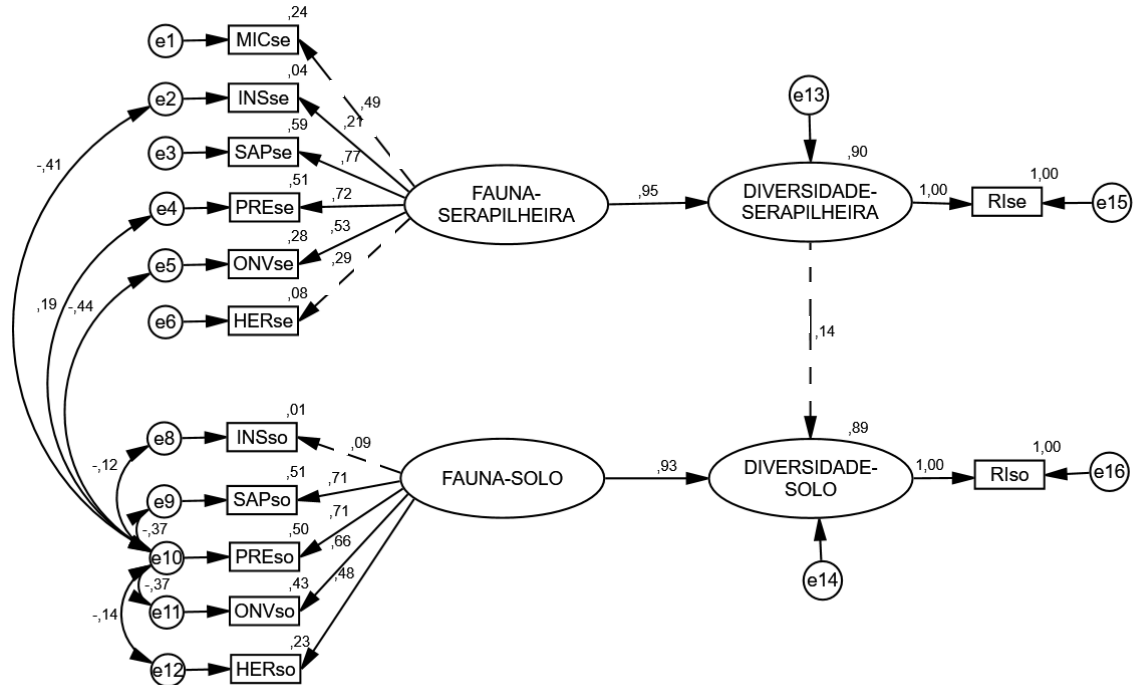 ,24
e1 MICse
,04
,49
e2 INSse
,21
,59
e3 SAPse
,77
-,41
,51
e4 PREse
,72
,53
,28
e5 ONVse
,29
,19
-,44
,08
e6 HERse
FAUNA-
SERAPILHEIRA
,95
e13
,90
DIVERSIDADE-
SERAPILHEIRA
1,00
1,00
RIse
e15
,14
,01
e8 INSso
,09
-,12
,51
e9 SAPso
,71
-,37
,50
e10 PREso
,71
,66
-,37
,43
e11 ONVso
,48
-,14
,23
e12 HERso
FAUNA-SOLO
,93
,89
DIVERSIDADE-
SOLO
1,00
1,00
RIso
e16
e14